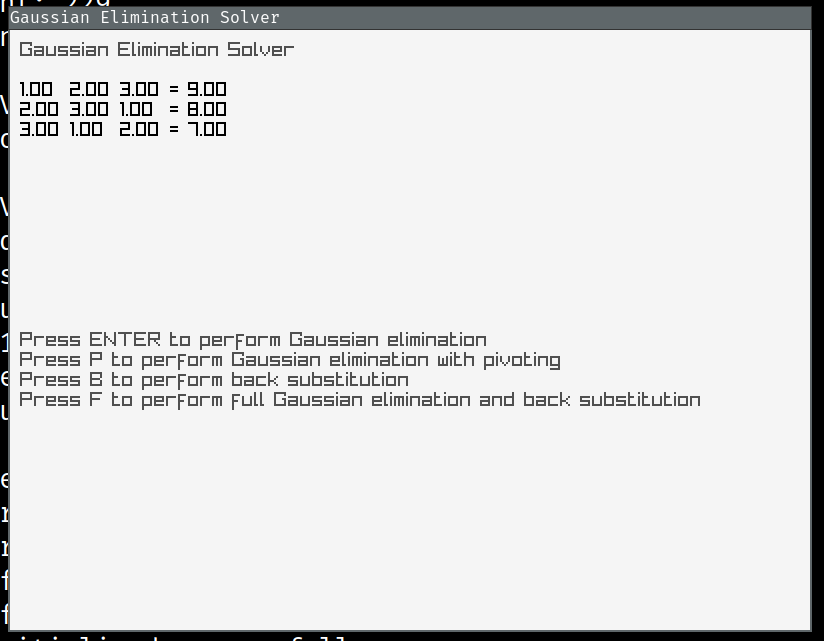 Gaussian Elimination Solver
Gaussian Elimination Solver
1.00 2.00 3.00 = 9.00
2.00 3.00 1.00 = 8.00
3.00 1.00 2.00 = 7.00
Press ENTER to perform Gaussian elimination
Press P to perform Gaussian elimination with pivoting
Press B to perform back substitution
Press F to perform full Gaussian elimination and back substitution